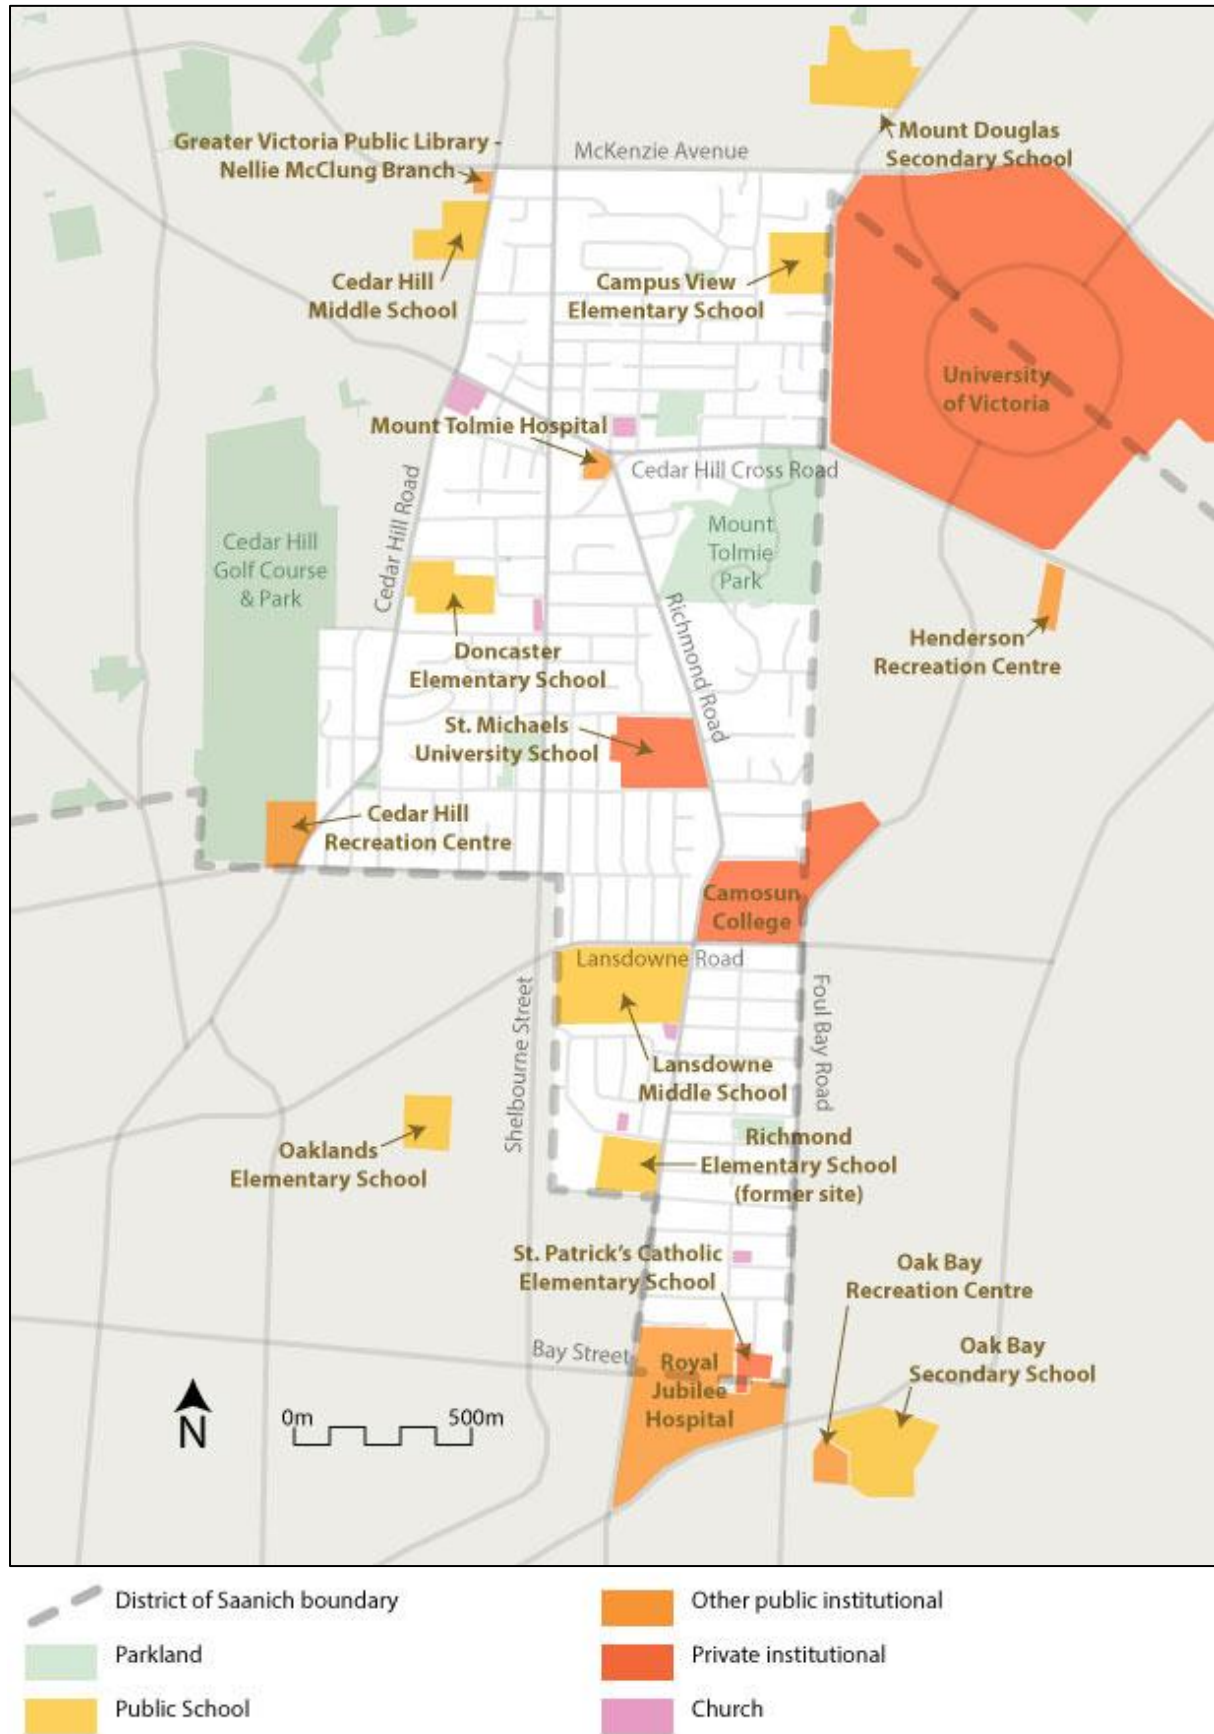 Greater Victoria Public Library -
Nellie McClung Branch
McKenzie Avenue
Mount Douglas
Secondary School
Cedar Hill
Middle School
Campus View
Elementary School
University
of Victoria
Mount Tolmie Hospital
Cedar Hill Cross Road
Cedar Hill Road
Cedar Hill
Golf Course
& Park
Mount
Tolmie
Park
Richmond Road
Henderson
Recreation Centre
Doncaster
Elementary School
St. Michaels
University School
Cedar Hill
Recreation Centre
Camosun
College
Lansdowne Road
Shelbourne Street
Foul Bay Road
Lansdowne
Middle School
Oaklands
Elementary School
Richmond
Elementary School
(former site)
St. Patrick's Catholic
Elementary School
Oak Bay
Recreation Centre
Oak Bay
Secondary School
Bay Street
Royal
Jubilee
Hospital
N
0m 500m
District of Saanich boundary
Parkland
Public School
Other public institutional
Private institutional
Church